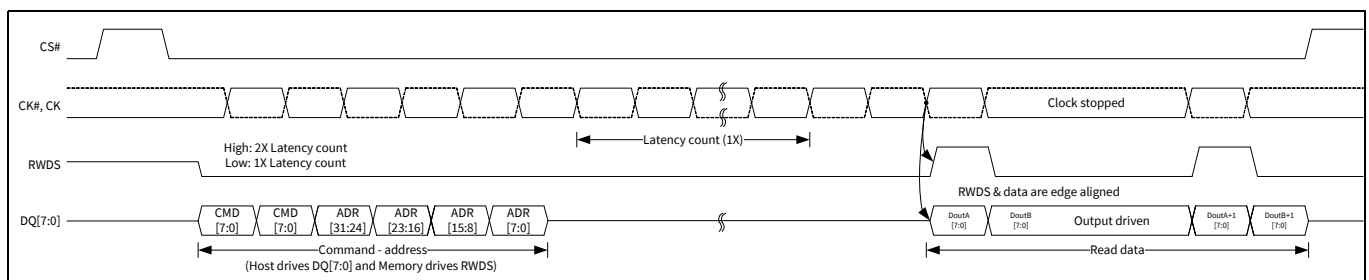 CS#
CK#, CK
Clock stopped
Latency count (1X)
High: 2X Latency count
Low: 1X Latency count
RWDS
RWDS & data are edge aligned
DQ[7:0]
CMD
[7:0]
CMD
[7:0]
ADR
[31:24]
ADR
[23:16]
ADR
[15:8]
ADR
[7:0]
DoutA
[7:0]
DoutB
[7:0]
Output driven
DoutA+1
[7:0]
DoutB+1
[7:0]
Command - address
(Host drives DQ[7:0] and Memory drives RWDS)
Read data